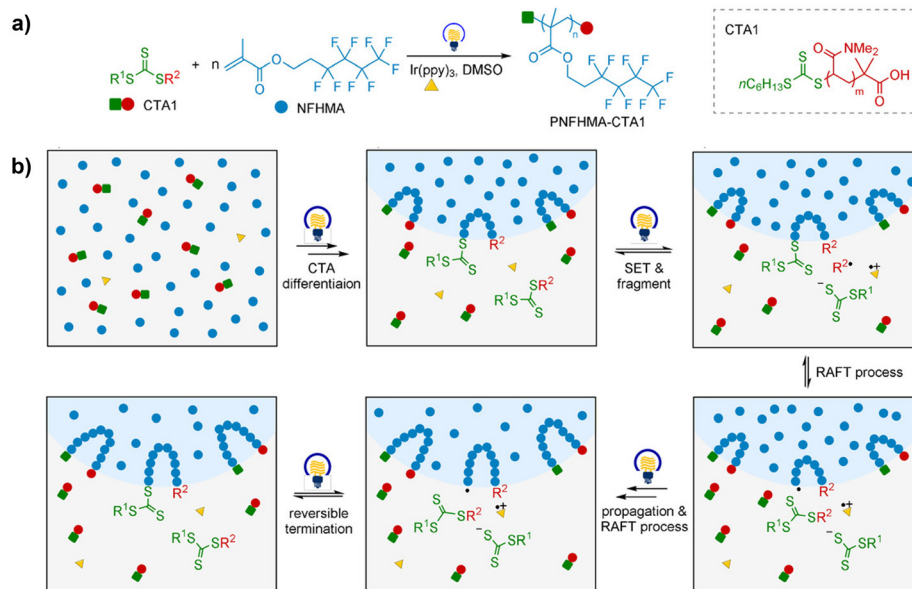 a)
R1S S SR2
S
+
n
O
O
F F F F F
F F F F
Ir(ppy)3, DMSO
n
O
O
F F F F F
F F F F
CTA1
NFHMA
PNFHMA-CTA1
CTA1
S
O NMe2
nC6H13S S
m
OH
O
b)
CTA
differentiaion
S R2
R1S S
S SR2
R1S
S
SET &
fragment
S R2
R1S S
R2• •+
−S SR1
S
RAFT process
S R2
R1S S
S SR2
R1S
S
reversible
termination
• R2
S •+
R1S SR2
−S SR1
S
propagation &
RAFT process
• R2
S •+
R1S SR2
−S SR1
S